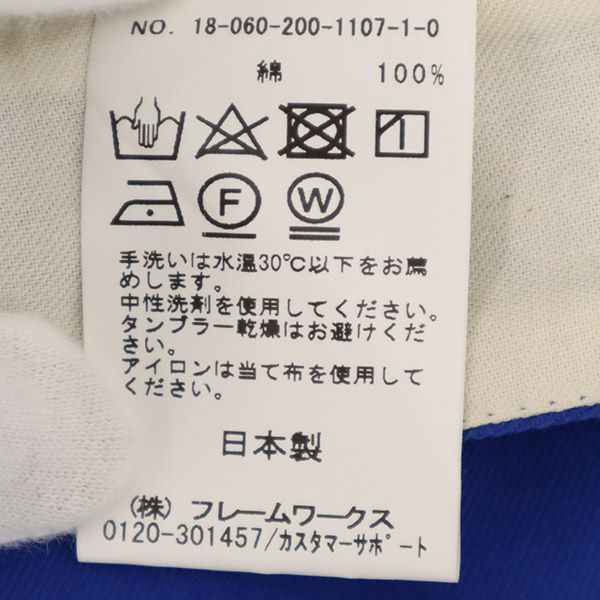 NO. 18-060-200-1107-1-0
綿 100%
F W
手洗いは水温30℃以下をお薦
めします。
中性洗剤を使用してください。
タンブラー乾燥はお避けくだ
さい。
アイロンは当て布を使用して
ください。
日本製
(株) フレームワークス
0120-301457/カスタマーサポート